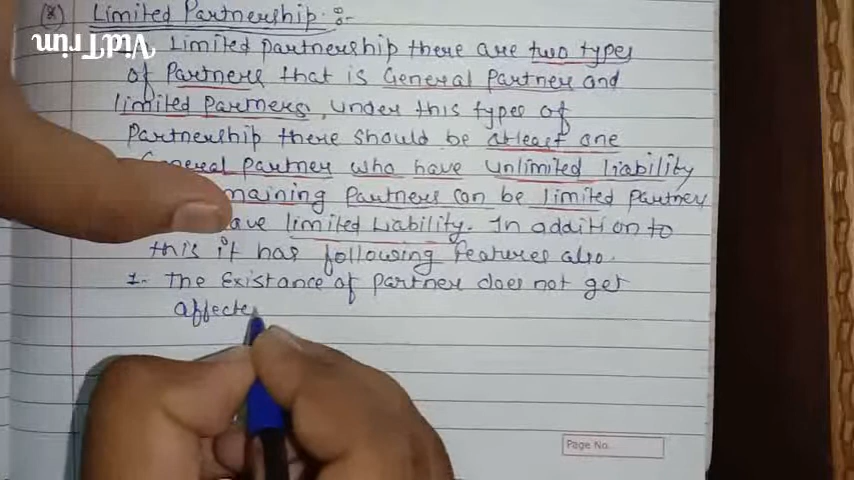 (*) Limited Partnership :-
VidTrim
Limited partnership there are two types
of Partners that is General Partner and
limited Partners, under this types of
Partnership there should be atleast one
General partner who have unlimited liability
maining Partners can be limited Partner
ave limited Liability. In addition to
this it has following features also.
1- The Existance of partner does not get
affecte
Page No.